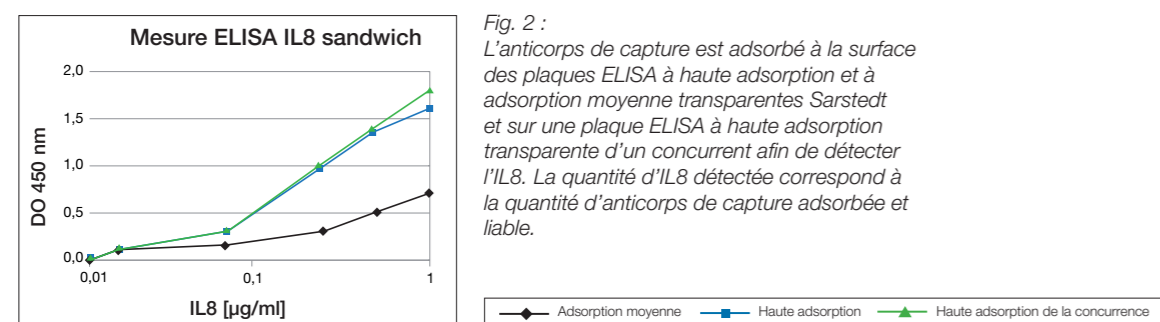 Mesure ELISA IL8 sandwich
2,0
1,5
1,0
0,5
0,0
DO 450 nm
0,01
0,1
1
IL8 [µg/ml]
Fig. 2 :
L'anticorps de capture est adsorbé à la surface
des plaques ELISA à haute adsorption et à
adsorption moyenne transparentes Sarstedt
et sur une plaque ELISA à haute adsorption
transparente d'un concurrent afin de détecter
l'IL8. La quantité d'IL8 détectée correspond à
la quantité d'anticorps de capture adsorbée et
liable.
Adsorption moyenne
Haute adsorption
Haute adsorption de la concurrence